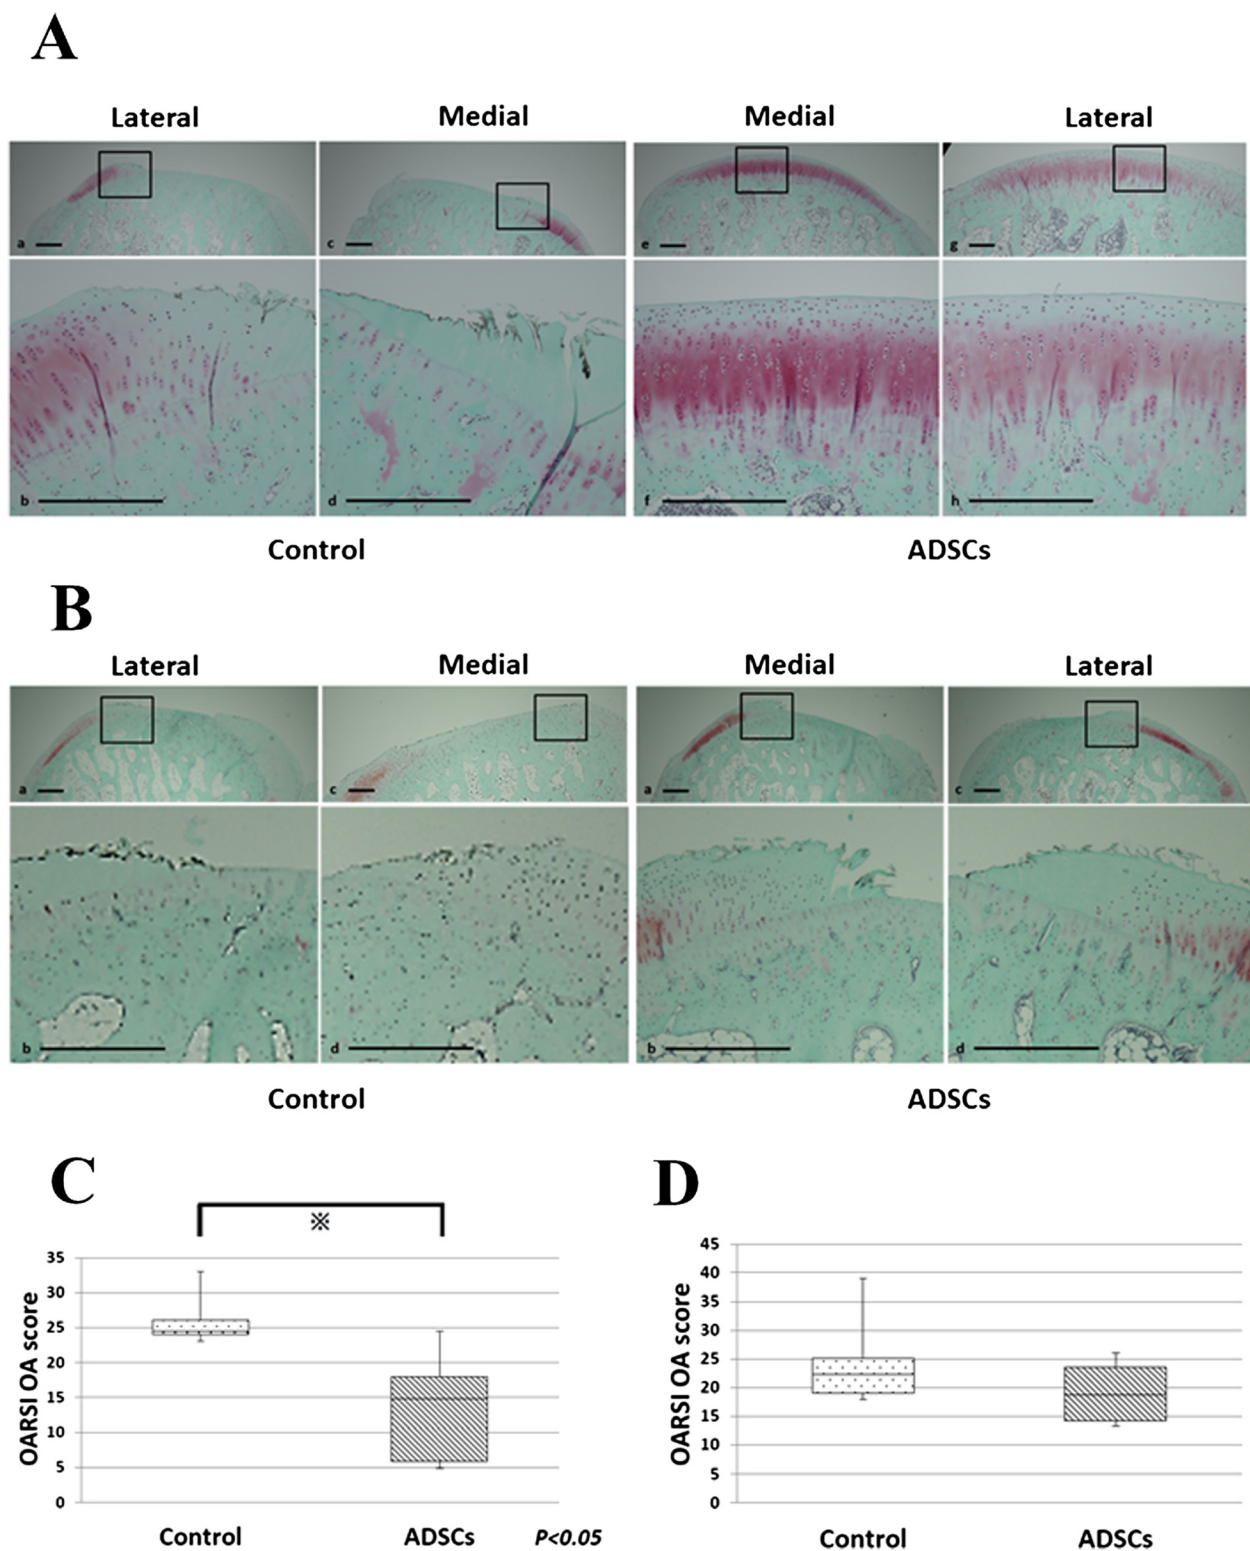 A
Lateral Medial Medial Lateral
a c e g
b d f h
Control ADSCs
B
Lateral Medial Medial Lateral
a c a c
b d b d
Control ADSCs
C
※
35
30
25
20
15
10
5
0
OARSI OA score
Control ADSCs P<0.05
D
45
40
35
30
25
20
15
10
5
0
OARSI OA score
Control ADSCs